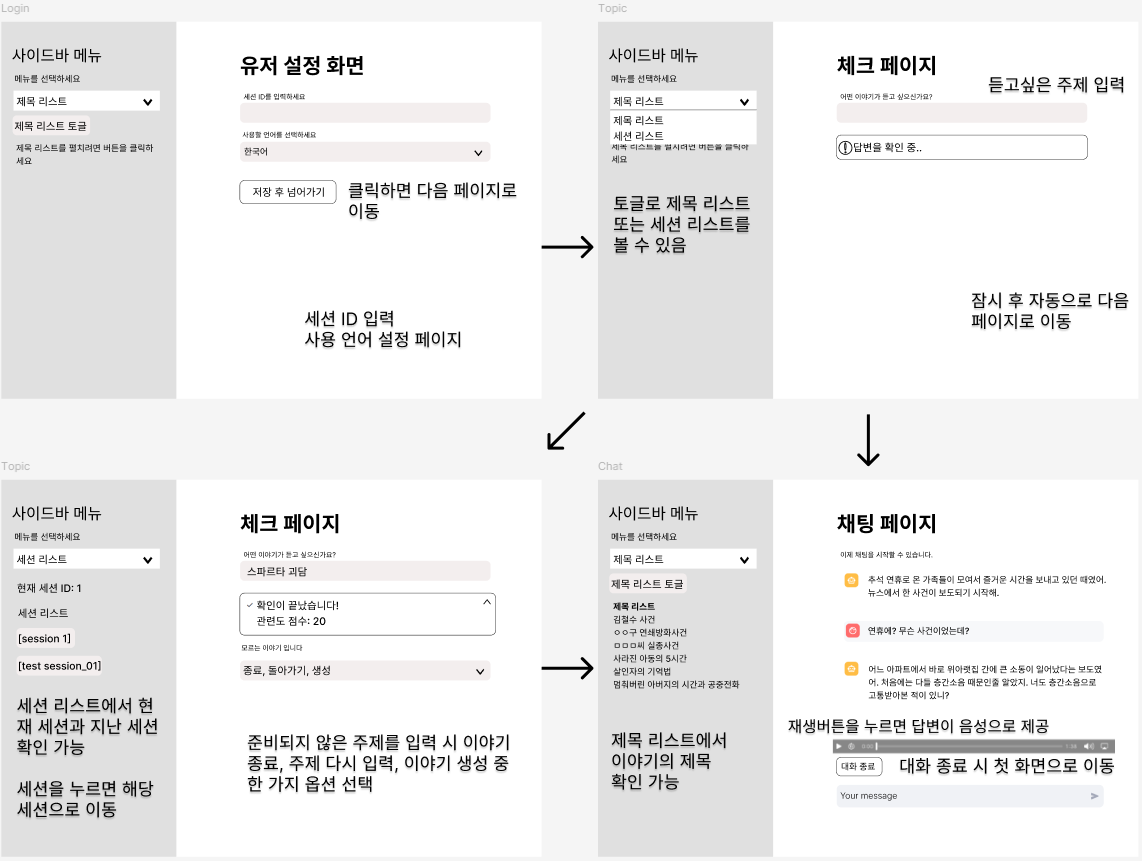 Login
사이드바 메뉴
메뉴를 선택하세요
제목 리스트
제목 리스트 토글
제목 리스트를 펼치려면 버튼을 클릭하
세요
유저 설정 화면
세션 ID를 입력하세요
사용할 언어를 선택하세요
한국어
저장 후 넘어가기
클릭하면 다음 페이지로
이동
세션 ID 입력
사용 언어 설정 페이지
Topic
사이드바 메뉴
메뉴를 선택하세요
제목 리스트
제목 리스트
세션 리스트
제목 리스트를 펼치려면 버튼을 클릭하
세요
토글로 제목 리스트
또는 세션 리스트를
볼 수 있음
체크 페이지
듣고싶은 주제 입력
어떤 이야기가 듣고 싶으신가요?
답변을 확인 중..
잠시 후 자동으로 다음
페이지로 이동
Topic
사이드바 메뉴
메뉴를 선택하세요
세션 리스트
현재 세션 ID: 1
세션 리스트
[session 1]
[test session_01]
세션 리스트에서 현
재 세션과 지난 세션
확인 가능
세션을 누르면 해당
세션으로 이동
체크 페이지
어떤 이야기가 듣고 싶으신가요?
스파르타 괴담
확인이 끝났습니다!
관련도 점수: 20
모르는 이야기 입니다
종료, 돌아가기, 생성
준비되지 않은 주제를 입력 시 이야기
종료, 주제 다시 입력, 이야기 생성 중
한 가지 옵션 선택
Chat
사이드바 메뉴
메뉴를 선택하세요
제목 리스트
제목 리스트 토글
제목 리스트
김철수 사건
ㅇㅇ구 연쇄방화사건
ㅁㅁㅁ씨 실종사건
사라진 아동의 5시간
살인자의 기억법
멈춰버린 아버지의 시간과 공중전화
제목 리스트에서
이야기의 제목
확인 가능
채팅 페이지
이제 채팅을 시작할 수 있습니다.
추석 연휴로 온 가족들이 모여서 즐거운 시간을 보내고 있던 때였어.
뉴스에서 한 사건이 보도되기 시작해.
연휴에? 무슨 사건이었는데?
어느 아파트에서 바로 위아랫집 간에 큰 소동이 일어났다는 보도였
어. 처음에는 다들 층간소음 때문인줄 알았지. 너도 층간소음으로
고통받아본 적이 있니?
재생버튼을 누르면 답변이 음성으로 제공
0:00
1:38
대화 종료
대화 종료 시 첫 화면으로 이동
Your message